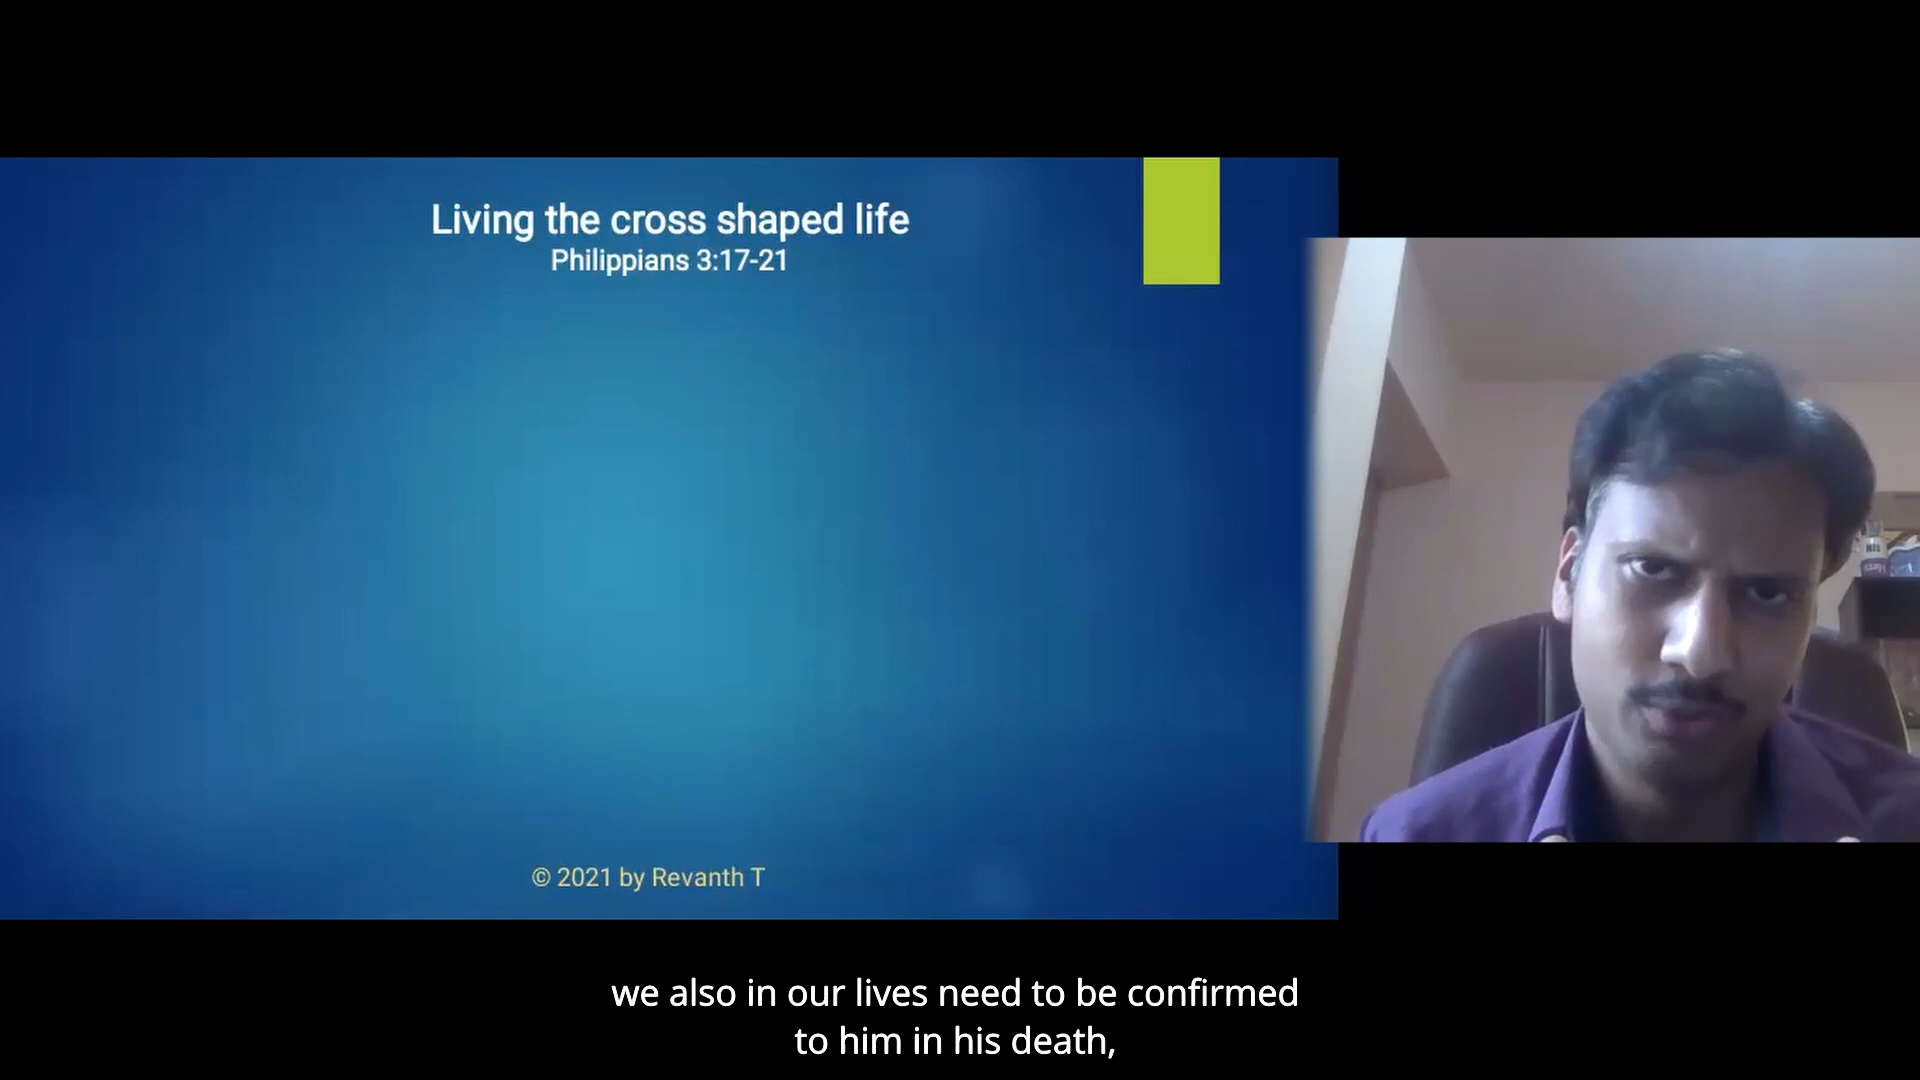 Living the cross shaped life
Philippians 3:17-21
© 2021 by Revanth T
we also in our lives need to be confirmed
to him in his death,